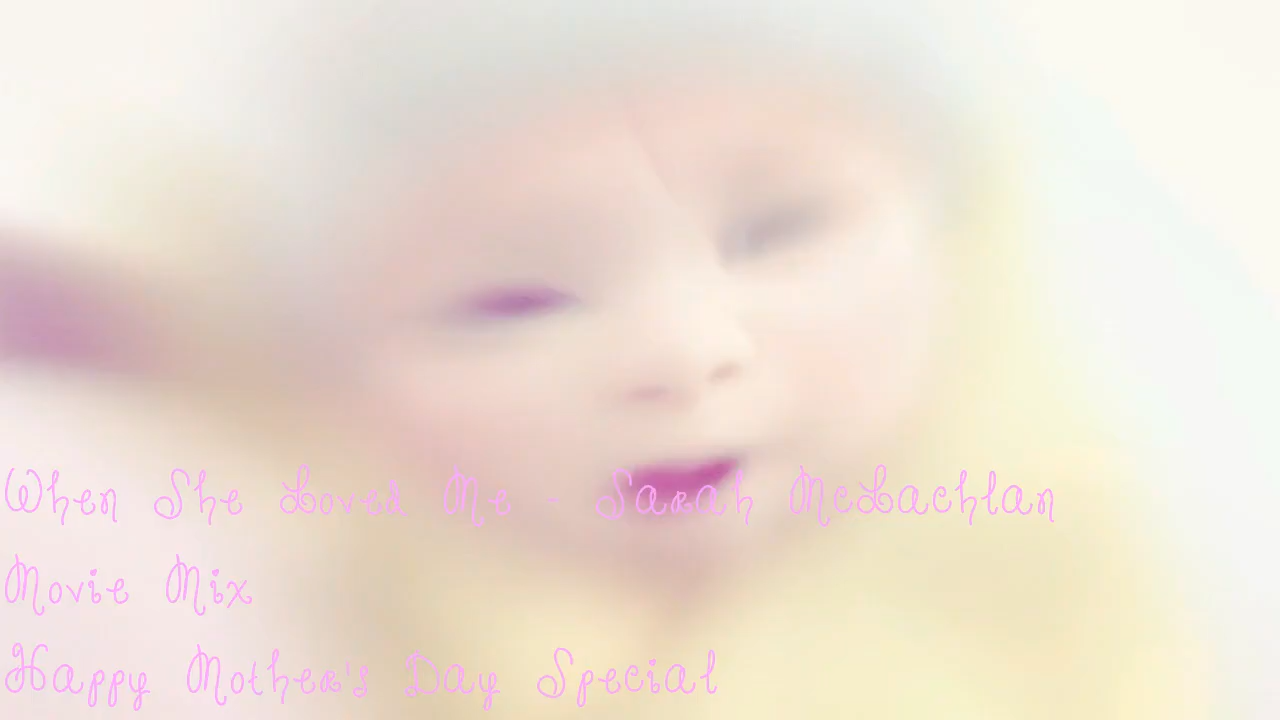 When She Loved Me - Sarah McLachlan
Movie Mix
Happy Mother's Day Special